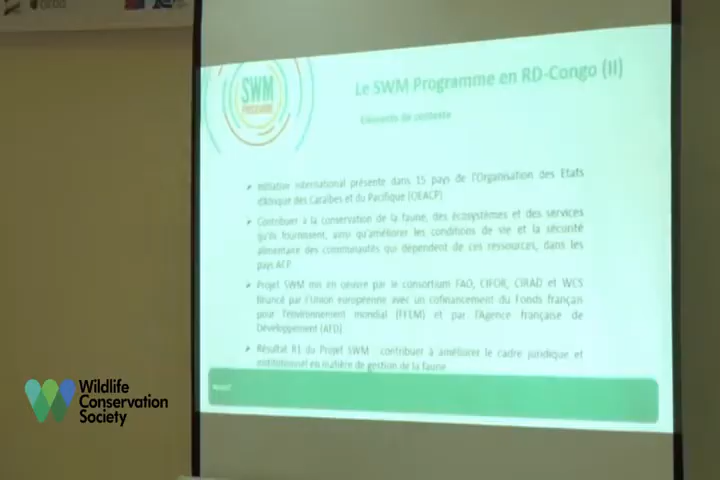 SWM
PROGRAMME
Le SWM Programme en RD-Congo (II)
Eléments de contexte
Initiative international présente dans 15 pays de l'Organisation des Etats
d'Afrique des Caraïbes et du Pacifique (OEACP)
Contribuer à la conservation de la faune, des écosystèmes et des services
qu'ils fournissent, ainsi qu'améliorer les conditions de vie et la sécurité
alimentaire des communautés qui dépendent de ces ressources, dans les
pays ACP
Projet SWM mis en oeuvre par le consortium FAO, CIFOR, CIRAD et WCS
financé par l'Union européenne avec un cofinancement du Fonds français
pour l'environnement mondial (FFEM) et par l'Agence française de
Développement (AFD)
Résultat R1 du Projet SWM : contribuer à améliorer le cadre juridique et
institutionnel en matière de gestion de la faune
Wildlife
Conservation
Society